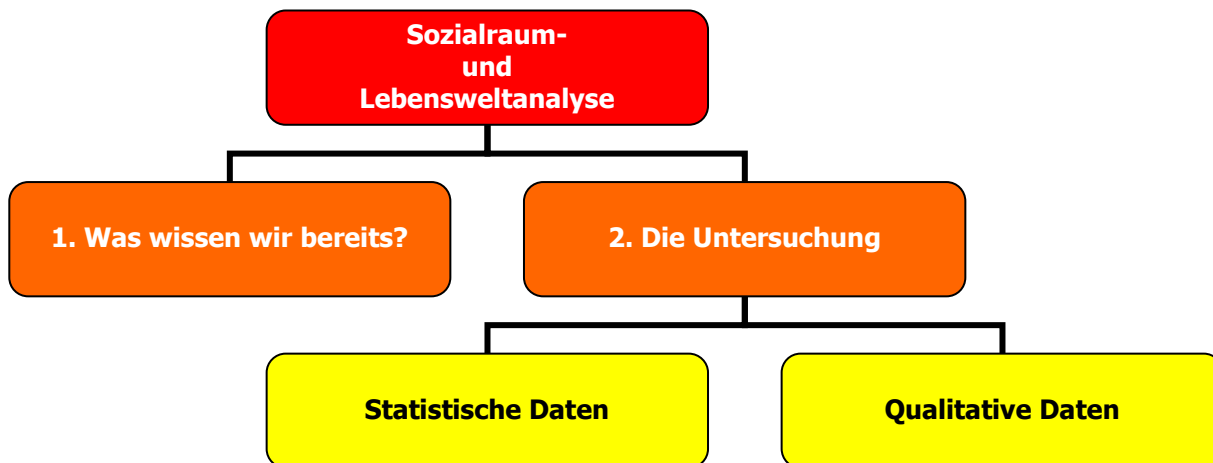 Sozialraum-
und
Lebensweltanalyse
1. Was wissen wir bereits?
2. Die Untersuchung
Statistische Daten
Qualitative Daten